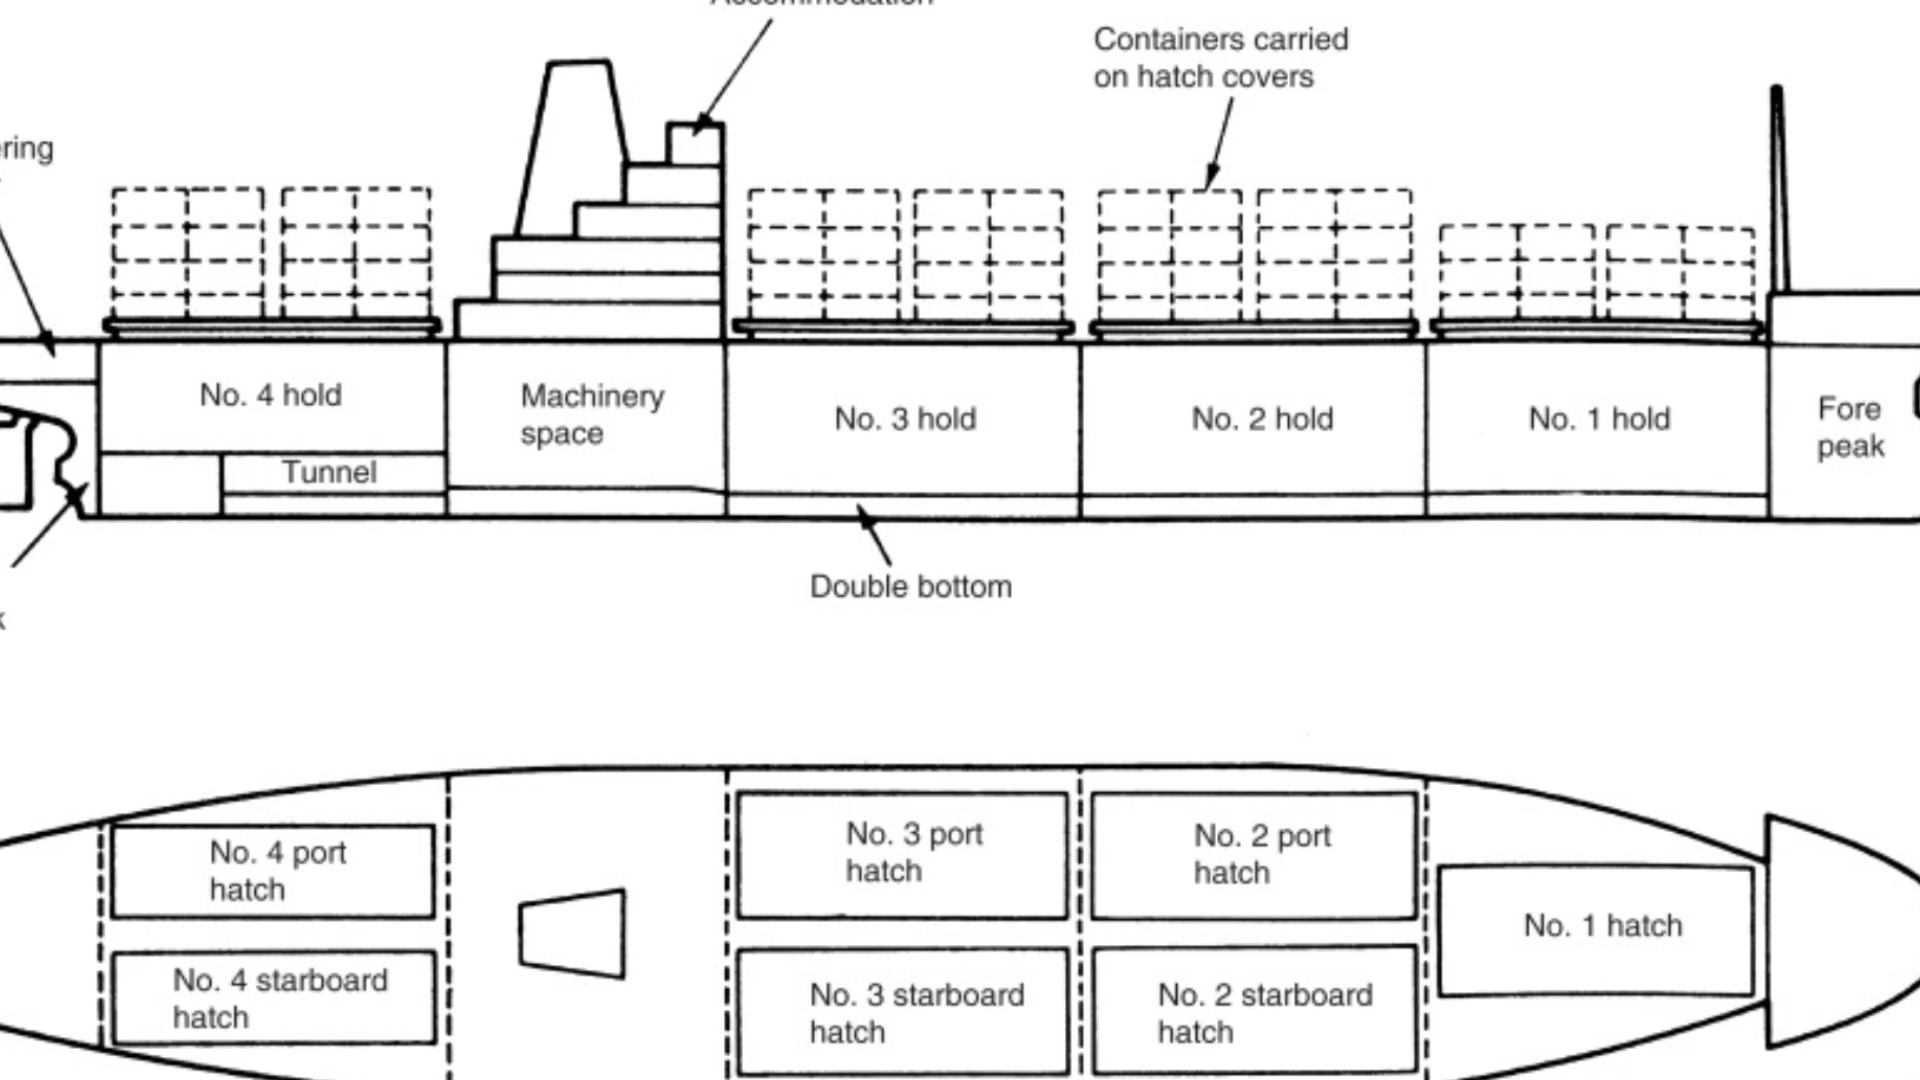 Accommodation
Containers carried
on hatch covers
ering
No. 4 hold
Machinery
space
No. 3 hold
No. 2 hold
No. 1 hold
Fore
peak
Tunnel
Double bottom
k
No. 4 port
hatch
No. 3 port
hatch
No. 2 port
hatch
No. 1 hatch
No. 4 starboard
hatch
No. 3 starboard
hatch
No. 2 starboard
hatch